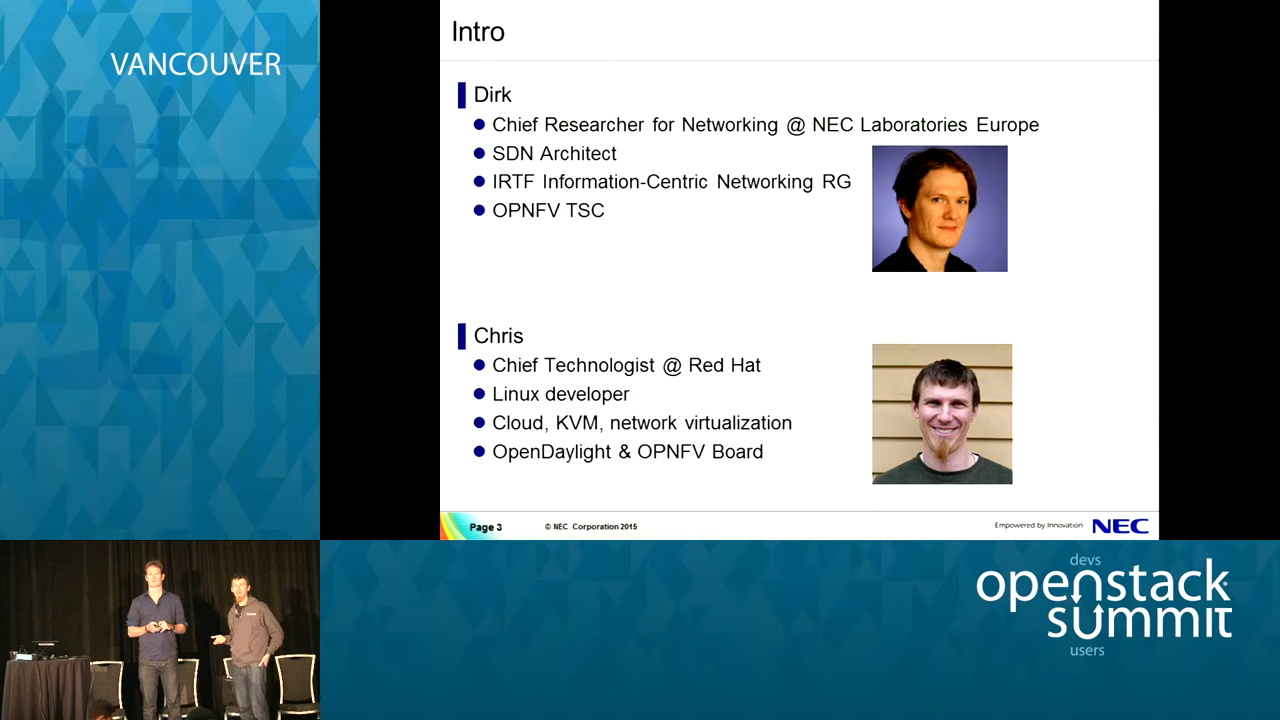 VANCOUVER
Intro
Dirk
Chief Researcher for Networking @ NEC Laboratories Europe
SDN Architect
IRTF Information-Centric Networking RG
OPNFV TSC
Chris
Chief Technologist @ Red Hat
Linux developer
Cloud, KVM, network virtualization
OpenDaylight & OPNFV Board
Page 3
© NEC Corporation 2015
Empowered by Innovation
NEC
devs
openstack
summit
users